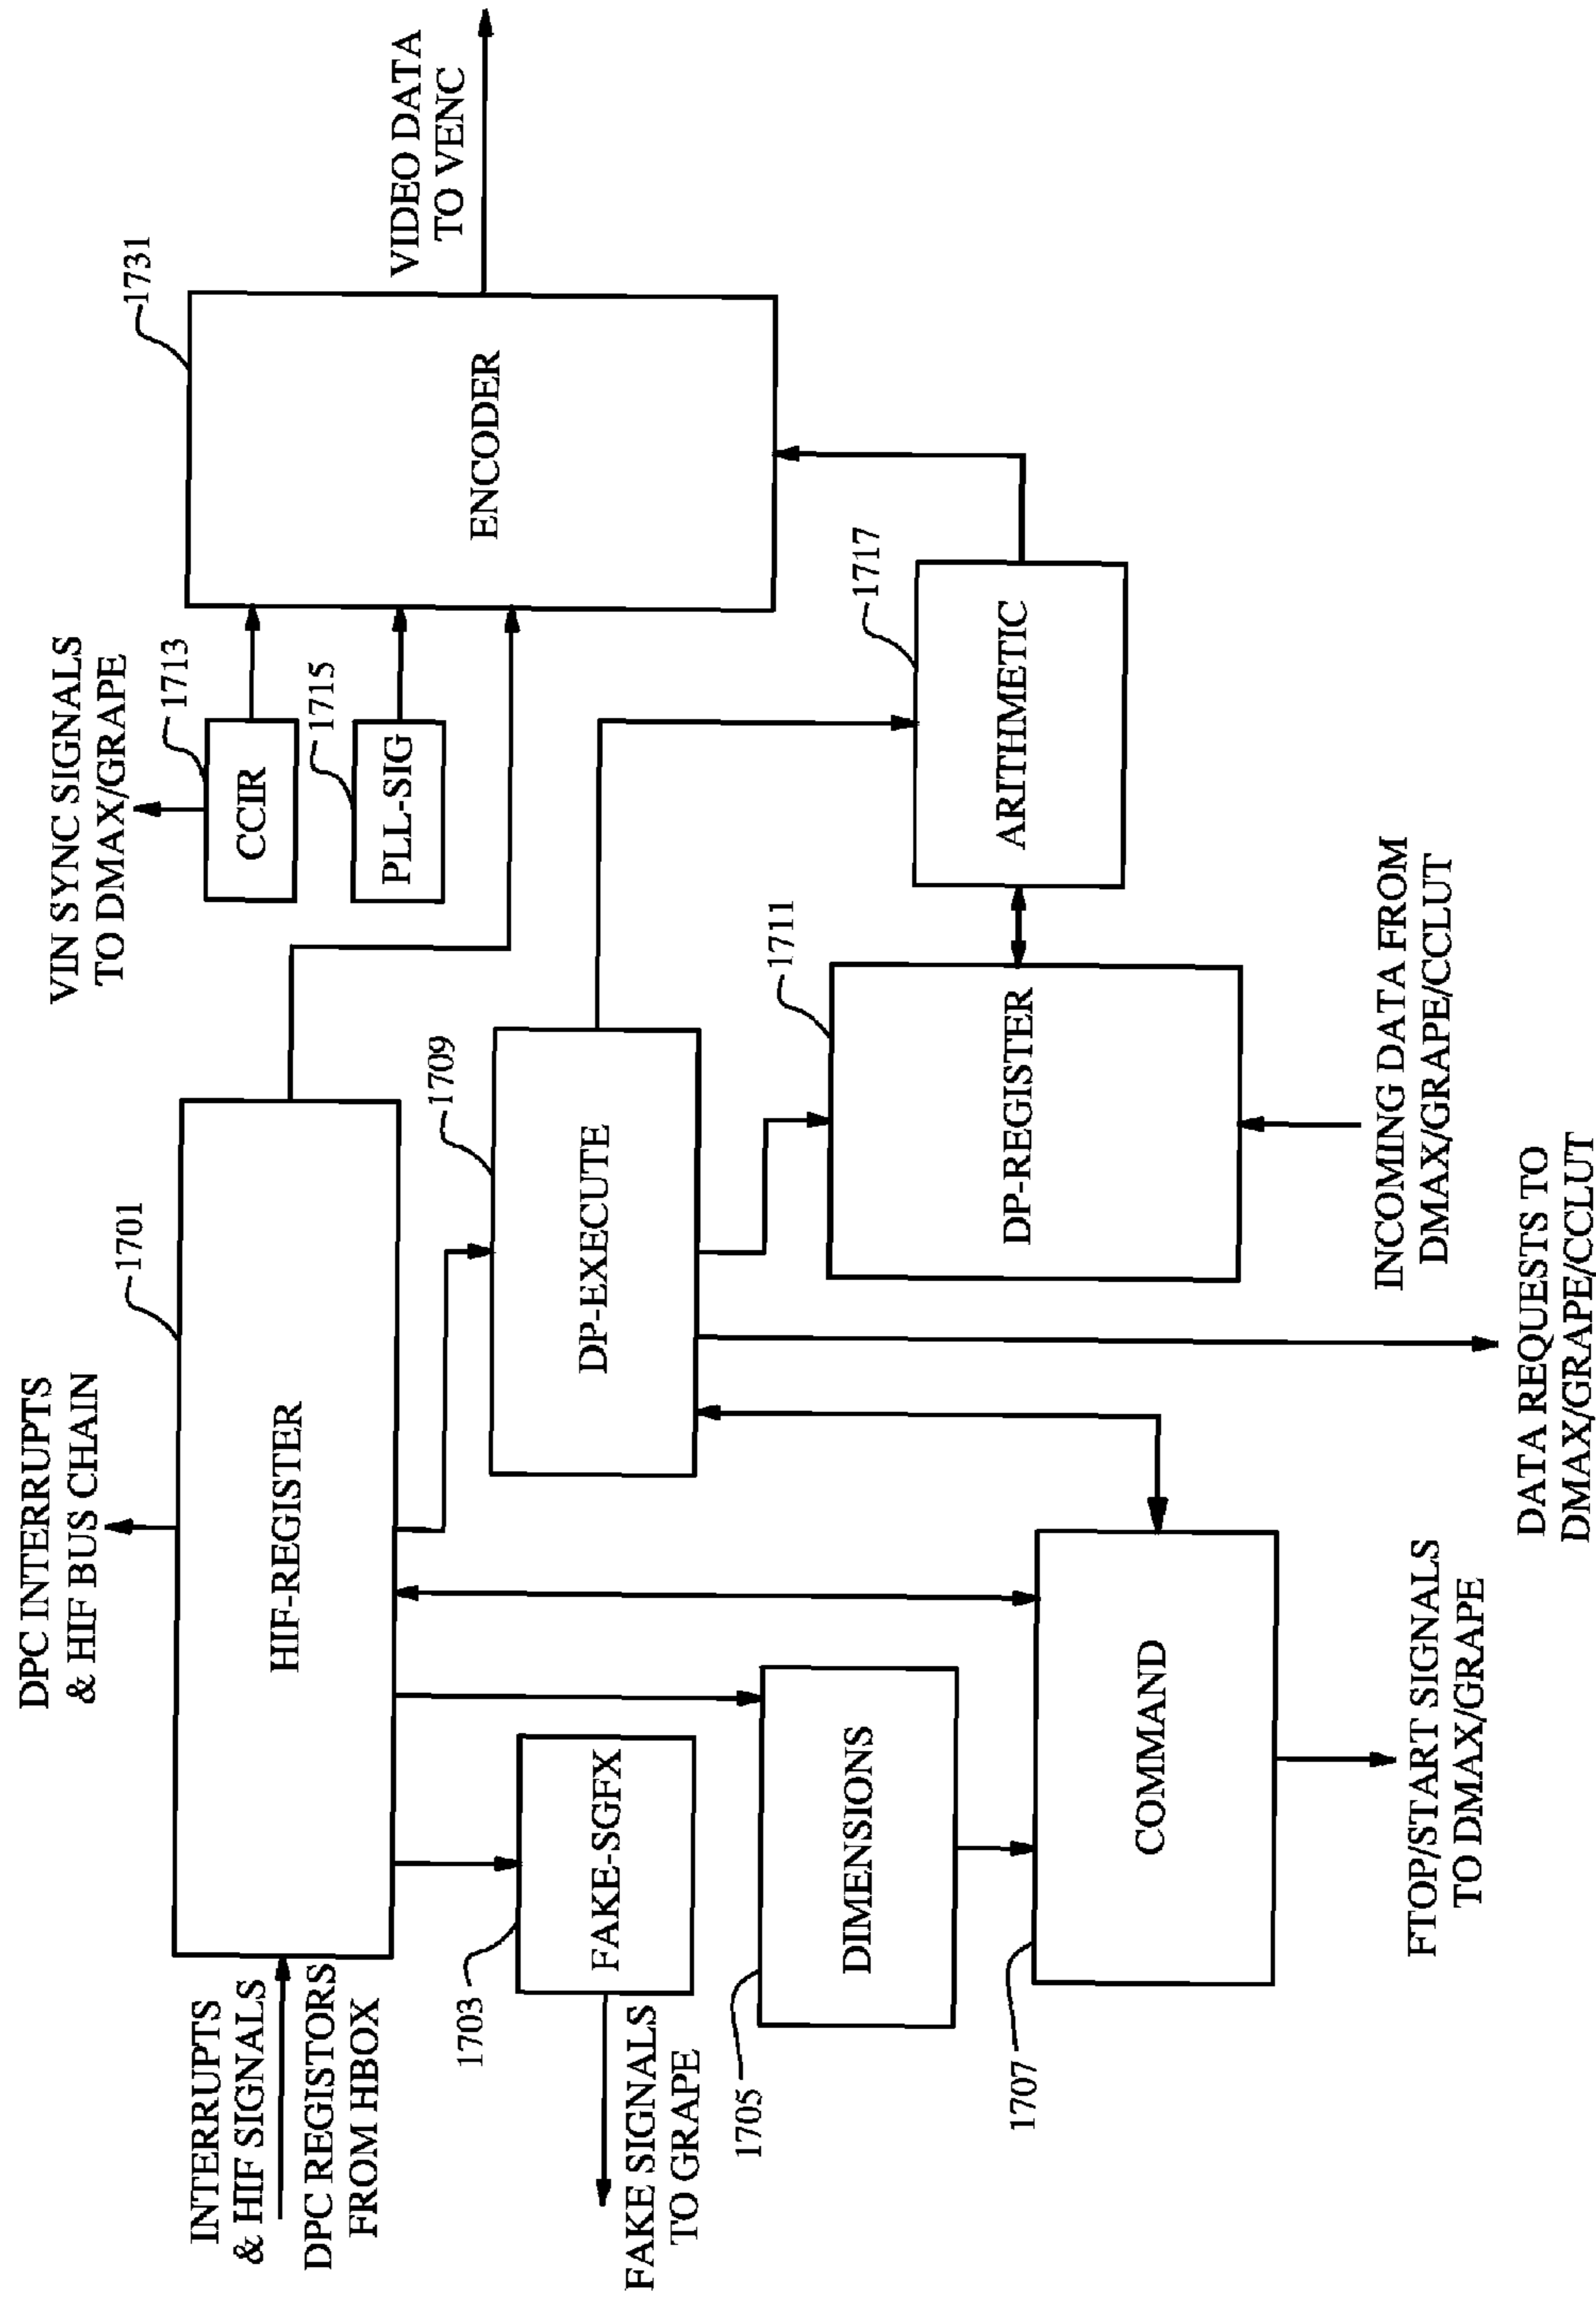 DPC INTERRUPTS
& HIF BUS CHAIN
VIN SYNC SIGNALS
TO DMAX/GRAPE
1701
1713
1731
INTERRUPTS
& HIF SIGNALS
DPC REGISTORS
FROM HBOX
HIF-REGISTER
CCIR
1715
PLL-SIG
ENCODER
VIDEO DATA
TO VENC
1703
FAKE-SGFX
1709
DP-EXECUTE
FAKE SIGNALS
TO GRAPE
1705
DIMENSIONS
1711
1717
1707
COMMAND
DP-REGISTER
ARITHMETIC
FTOP/START SIGNALS
TO DMAX/GRAPE
INCOMING DATA FROM
DMAX/GRAPE/CCLUT
DATA REQUESTS TO
DMAX/GRAPE/CCLUT